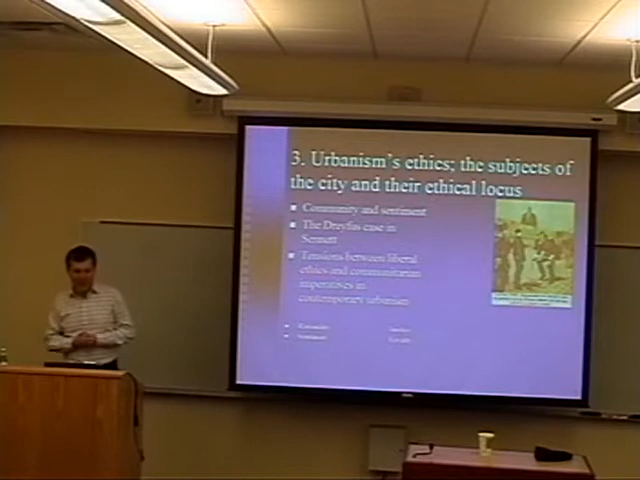 3. Urbanism's ethics; the subjects of
the city and their ethical locus
Community and sentiment
The Dreyfus case in
Sennett
Tensions between liberal
ethics and communitarian
imperatives in
contemporary urbanism